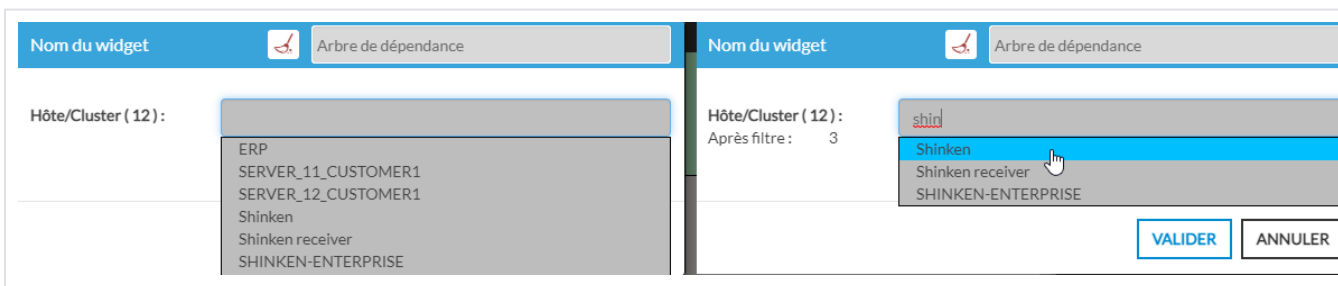 Nom du widget
Arbre de dépendance
Hôte/Cluster ( 12 ) :
ERP
SERVER_11_CUSTOMER1
SERVER_12_CUSTOMER1
Shinken
Shinken receiver
SHINKEN-ENTERPRISE
Nom du widget
Arbre de dépendance
Hôte/Cluster ( 12 ) :
shin
Après filtre : 3
Shinken
Shinken receiver
SHINKEN-ENTERPRISE
VALIDER
ANNULER